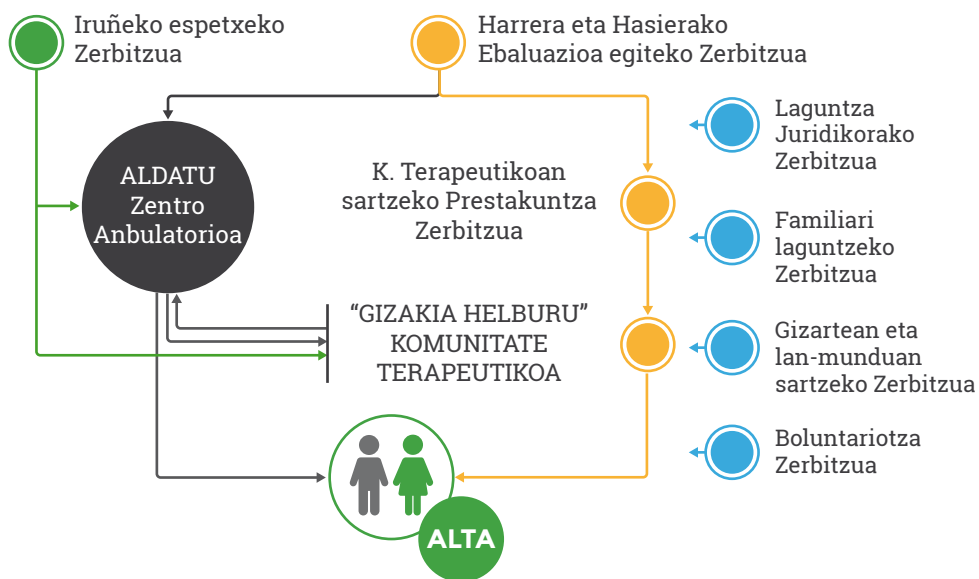 Iruñeko espetxeko
Zerbitzua
Harrera eta Hasierako
Ebaluazioa egiteko Zerbitzua
ALDATU
Zentro
Anbulatorioa
K. Terapeutikoan
sartzeko Prestakuntza
Zerbitzua
“GIZAKIA HELBURU”
KOMUNITATE
TERAPEUTIKOA
Laguntza
Juridikorako
Zerbitzua
Familiari
laguntzeko
Zerbitzua
Gizartean eta
lan-munduan
sartzeko Zerbitzua
Boluntariotza
Zerbitzua
ALTA